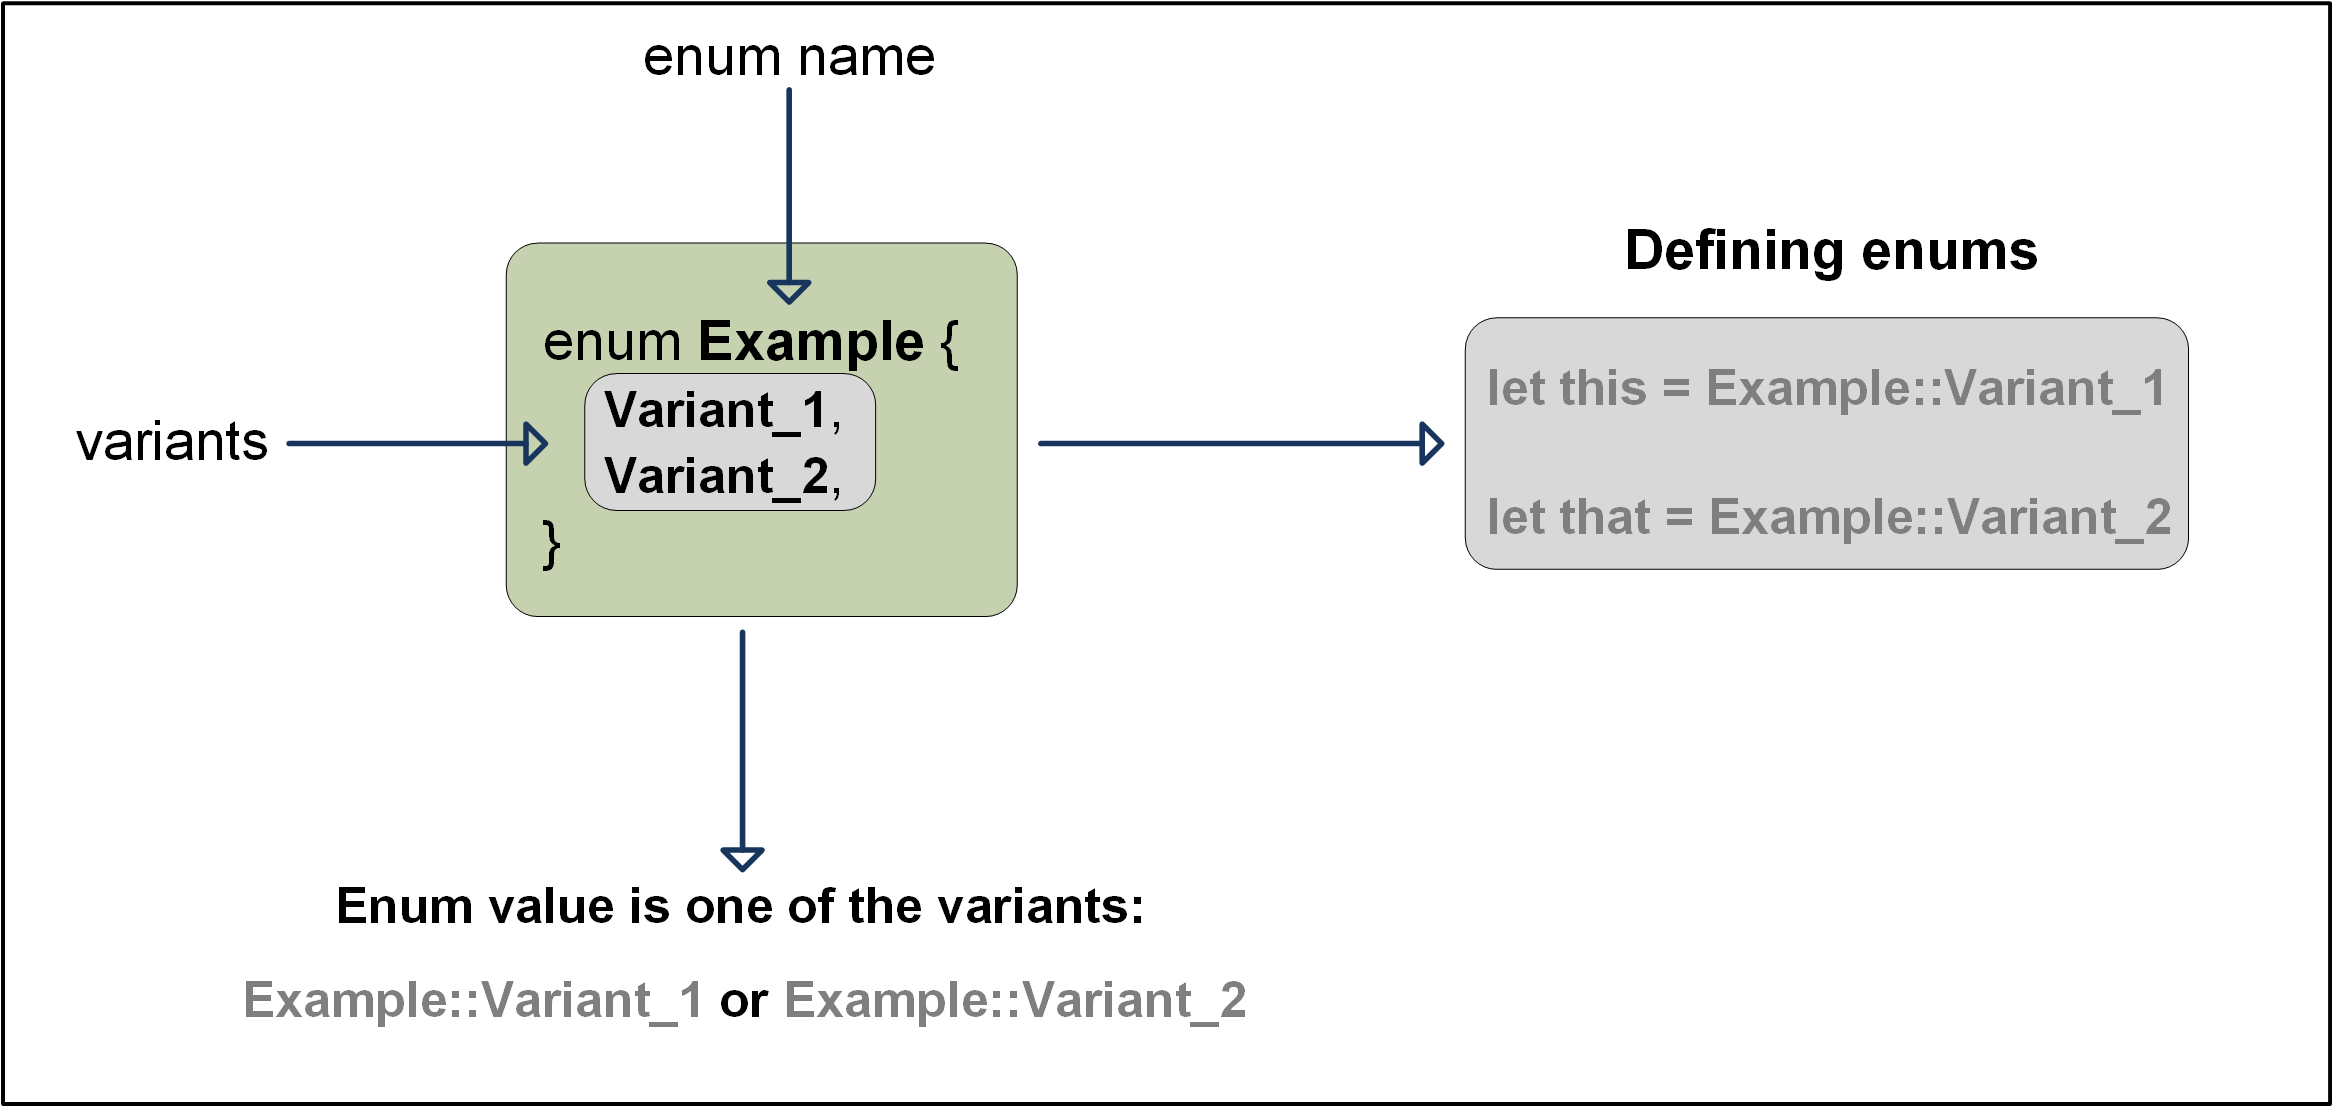 enum name
enum Example {
Variant_1,
Variant_2,
}
variants
Defining enums
let this = Example::Variant_1
let that = Example::Variant_2
Enum value is one of the variants:
Example::Variant_1 or Example::Variant_2